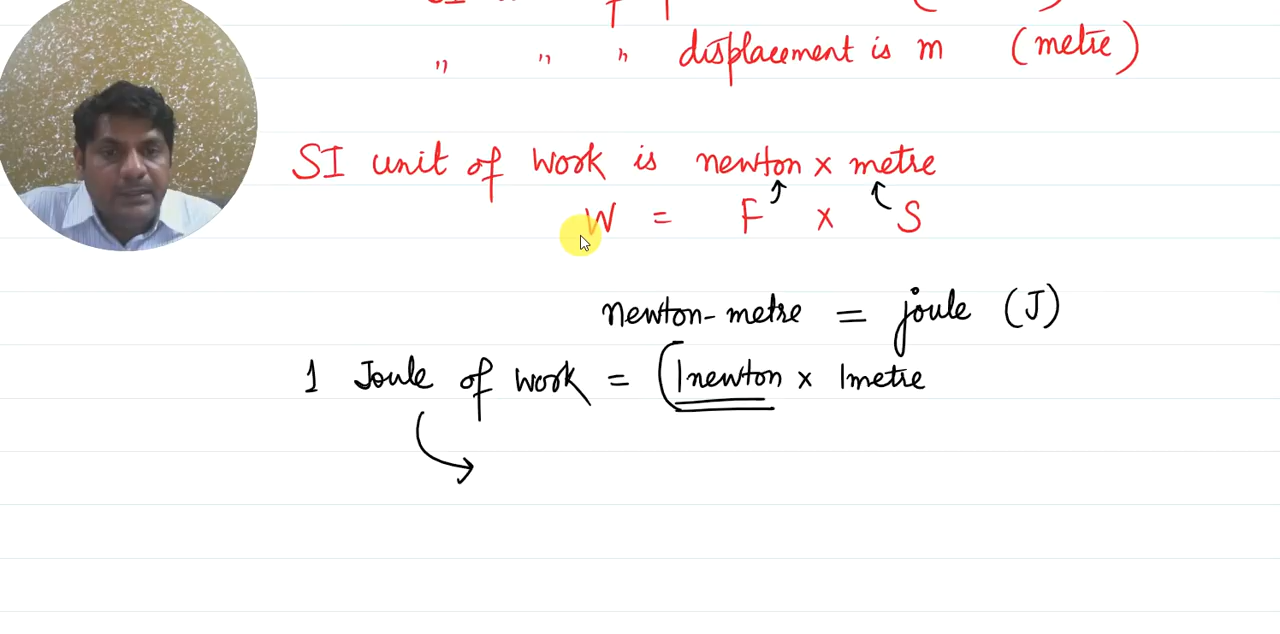 ,, ,, ,, displacement is m (metre)
SI unit of work is newton x metre
W = F x S
newton-metre = joule (J)
1 Joule of work = (1newton x 1metre